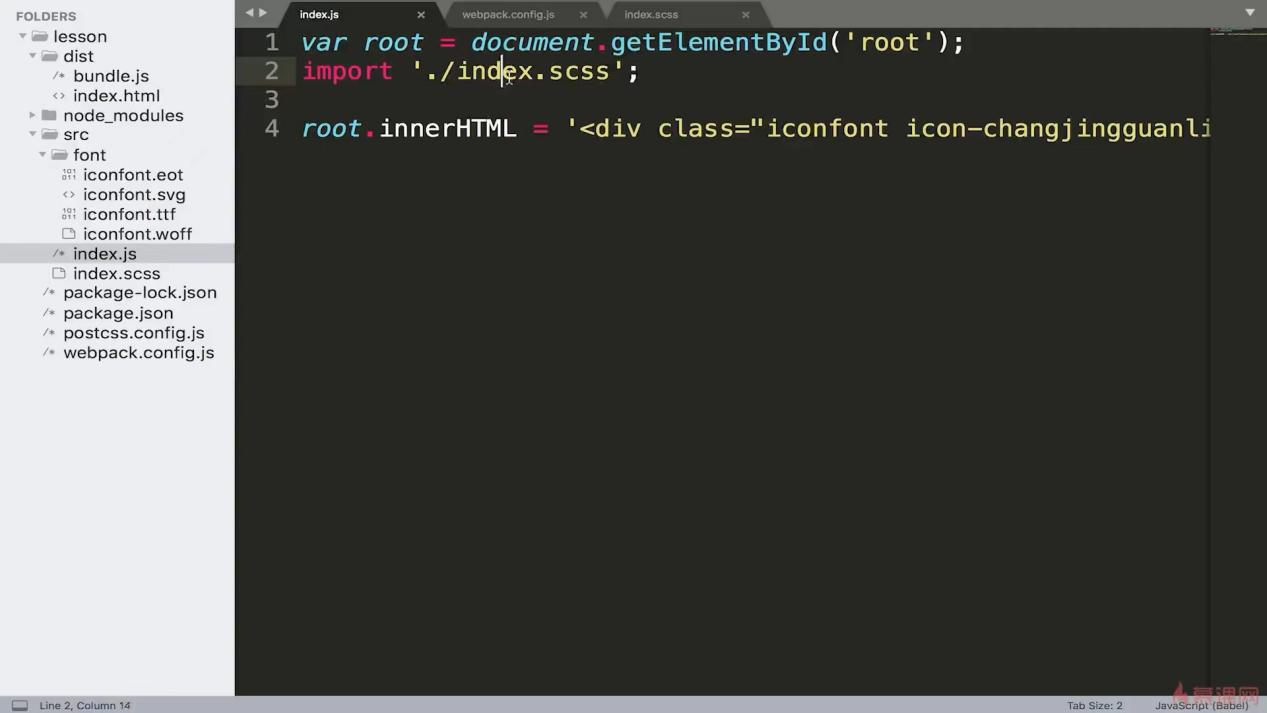 FOLDERS
lesson
dist
bundle.js
index.html
node_modules
src
font
iconfont.eot
iconfont.svg
iconfont.ttf
iconfont.woff
index.js
index.scss
package-lock.json
package.json
postcss.config.js
webpack.config.js
index.js
webpack.config.js
index.scss
1 var root = document.getElementById('root');
2 import './index.scss';
3
4 root.innerHTML = '<div class="iconfont icon-changjingguanli
Line 2, Column 14
Tab Size: 2
JavaScript (Babel)
慕课网